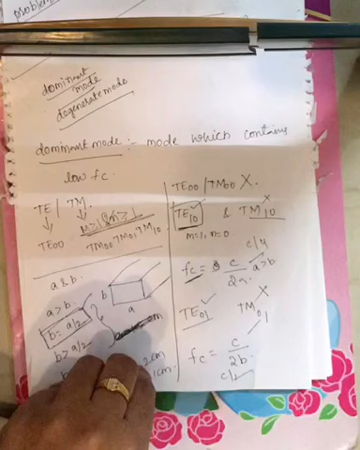 problem
dominant
mode
degenerate mode
dominant mode :- mode which contains
low fc.
TE | TM
TE00
TM00 TM01 TM10
a & b.
a > b.
b = a/2
b > a/2
b
a
2cm
1cm.
TE00 / TM00 X.
TE10 & TM10 X
m=1, n=0
fc = c/2a a>b
TE01 ✓ TM01 X
fc = c/2b.